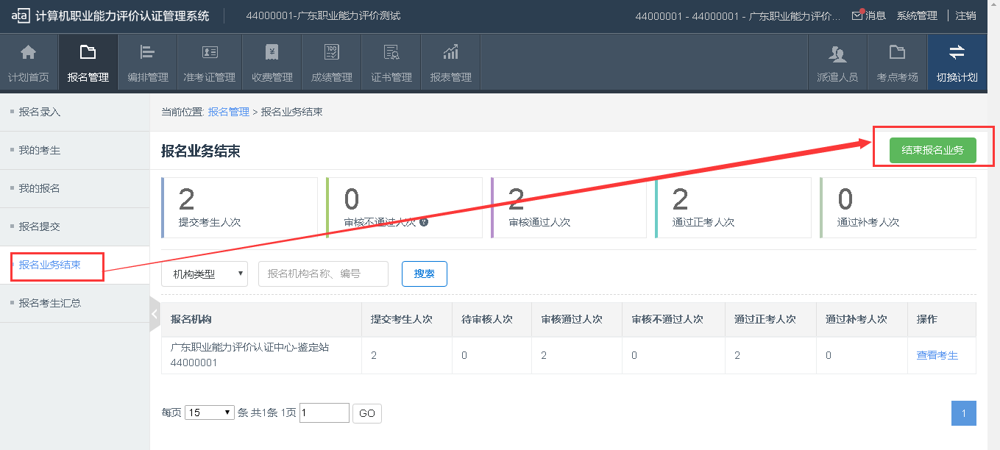 ata 计算机职业能力评价认证管理系统 44000001-广东职业能力评价测试 44000001 - 44000001 - 广东职业能力评价... 消息 系统管理 注销
计划首页 报名管理 编排管理 准考证管理 收费管理 成绩管理 证书管理 报表管理 派遣人员 考点考场 切换计划
报名录入
我的考生
我的报名
报名提交
报名业务结束
报名考生汇总
当前位置: 报名管理 > 报名业务结束
报名业务结束 结束报名业务
2 0 2 2 0
提交考生人次 审核不通过人次 审核通过人次 通过正考人次 通过补考人次
机构类型 报名机构名称、编号 搜索
报名机构 提交考生人次 待审核人次 审核通过人次 审核不通过人次 通过正考人次 通过补考人次 操作
广东职业能力评价认证中心-鉴定站
44000001 2 0 2 0 2 0 查看考生
每页 15 条 共1条 1页 1 GO 1